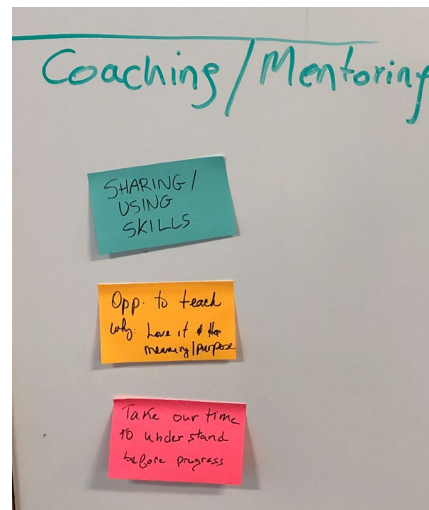 Coaching/Mentoring
SHARING/
USING
SKILLS
Opp. to teach
Why: Love it &
meaning/purpose
Take our time
to understand
before progress